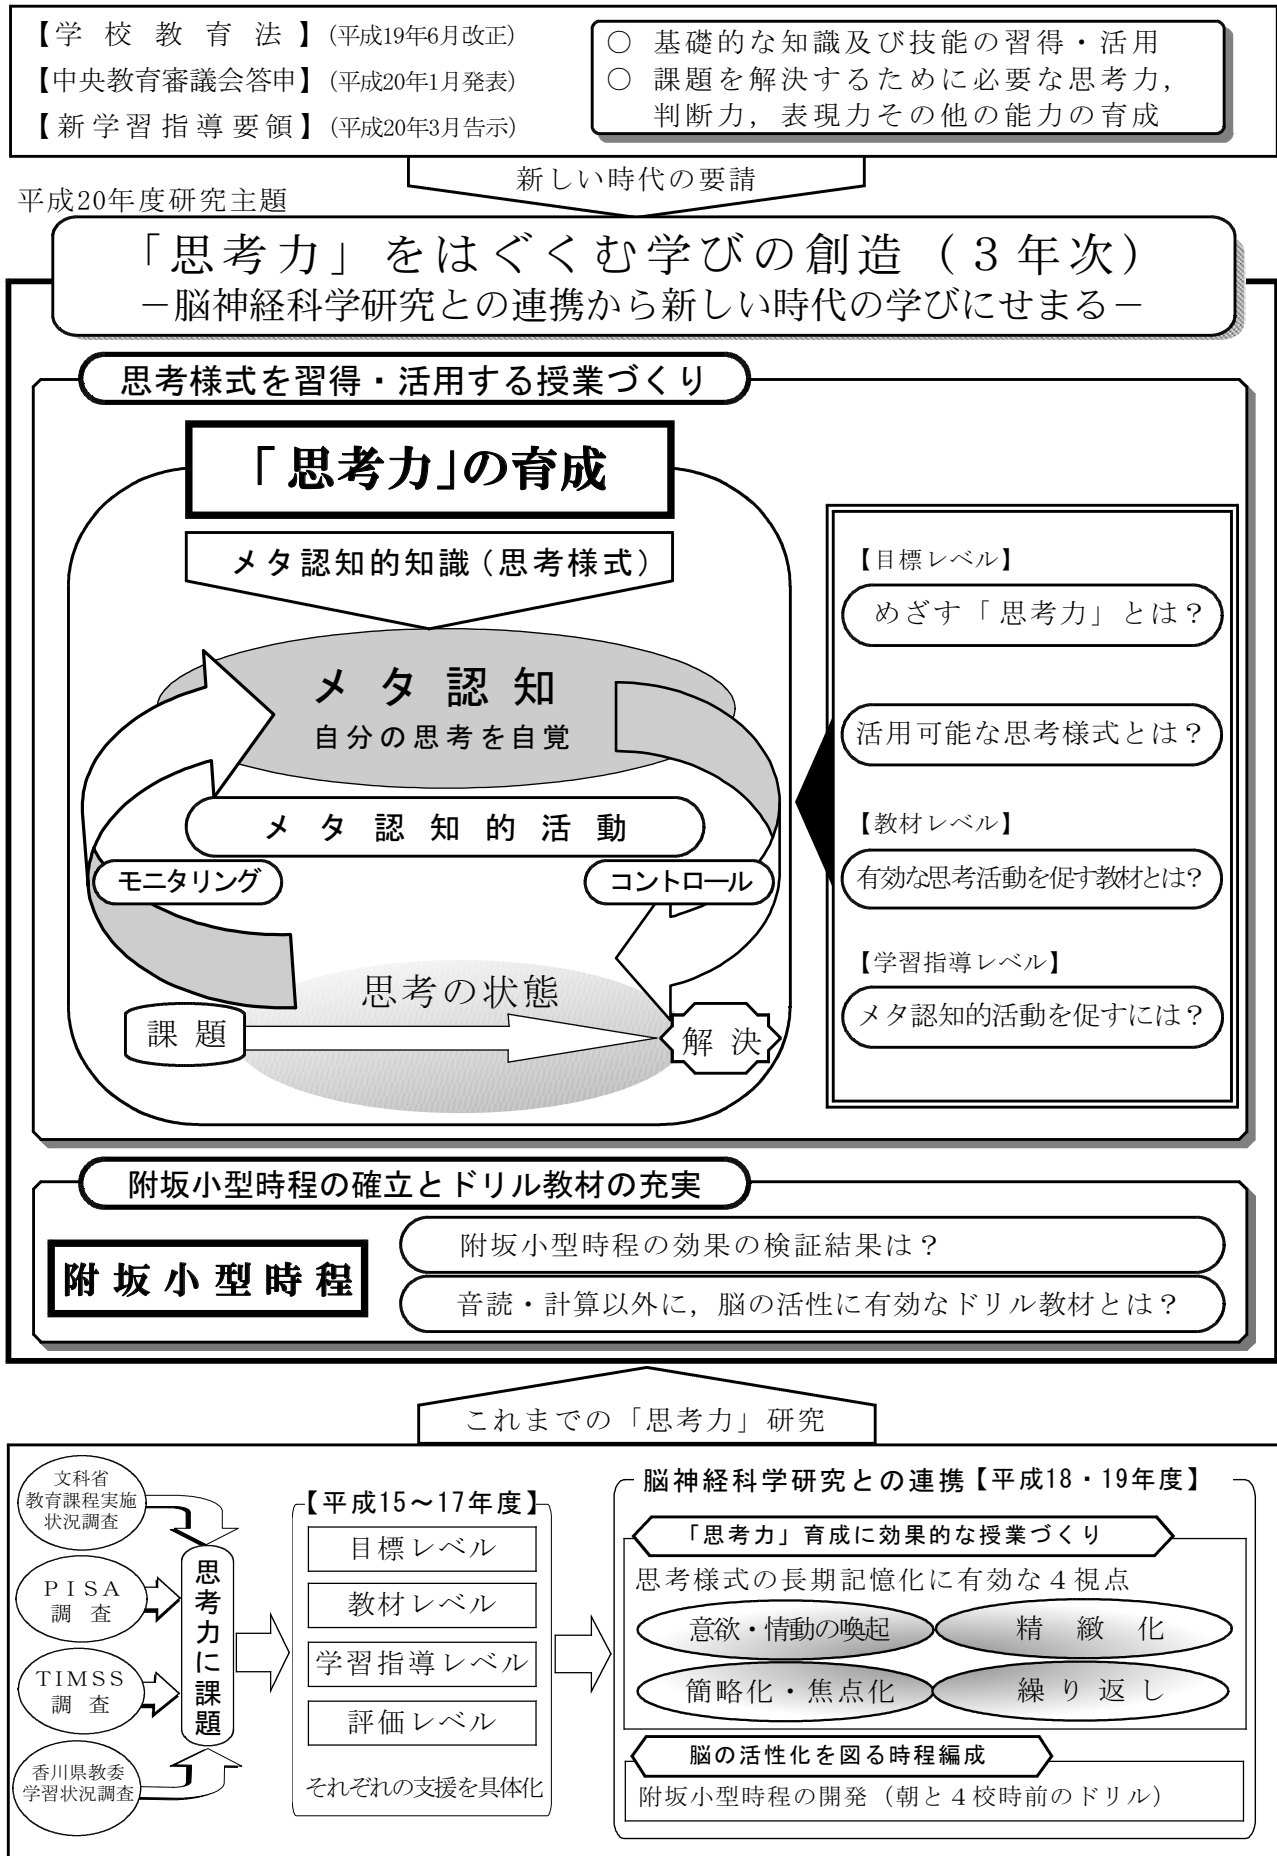 【学校教育法】(平成19年6月改正)
【中央教育審議会答申】(平成20年1月発表)
【新学習指導要領】(平成20年3月告示)
○ 基礎的な知識及び技能の習得・活用
○ 課題を解決するために必要な思考力，
判断力，表現力その他の能力の育成
新しい時代の要請
平成20年度研究主題
「思考力」をはぐくむ学びの創造（３年次）
－脳神経科学研究との連携から新しい時代の学びにせまる－
思考様式を習得・活用する授業づくり
「思考力」の育成
メタ認知的知識（思考様式）
メタ認知
自分の思考を自覚
メタ認知的活動
モニタリング
コントロール
思考の状態
課題
解決
【目標レベル】
めざす「思考力」とは？
活用可能な思考様式とは？
【教材レベル】
有効な思考活動を促す教材とは？
【学習指導レベル】
メタ認知的活動を促すには？
附坂小型時程の確立とドリル教材の充実
附坂小型時程
附坂小型時程の効果の検証結果は？
音読・計算以外に，脳の活性に有効なドリル教材とは？
これまでの「思考力」研究
文科省
教育課程実施
状況調査
ＰＩＳＡ
調査
TIMSS
調査
香川県教委
学習状況調査
思考力に課題
【平成15～17年度】
目標レベル
教材レベル
学習指導レベル
評価レベル
それぞれの支援を具体化
脳神経科学研究との連携【平成18・19年度】
「思考力」育成に効果的な授業づくり
思考様式の長期記憶化に有効な４視点
意欲・情動の喚起
精緻化
簡略化・焦点化
繰り返し
脳の活性化を図る時程編成
附坂小型時程の開発（朝と４校時前のドリル）